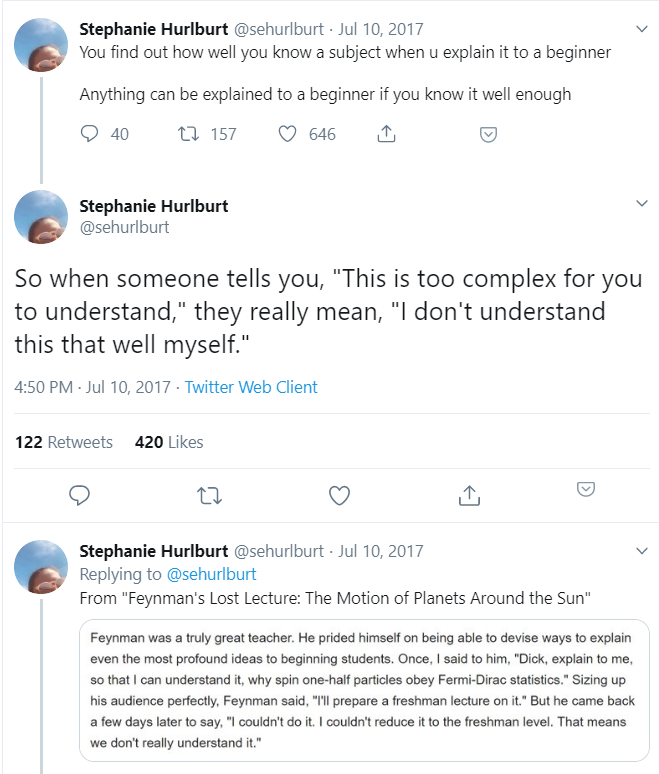 Stephanie Hurlburt @sehurlburt · Jul 10, 2017
You find out how well you know a subject when u explain it to a beginner
Anything can be explained to a beginner if you know it well enough
40 157 646
Stephanie Hurlburt
@sehurlburt
So when someone tells you, "This is too complex for you
to understand," they really mean, "I don't understand
this that well myself."
4:50 PM · Jul 10, 2017 · Twitter Web Client
122 Retweets 420 Likes
Stephanie Hurlburt @sehurlburt · Jul 10, 2017
Replying to @sehurlburt
From "Feynman's Lost Lecture: The Motion of Planets Around the Sun"
Feynman was a truly great teacher. He prided himself on being able to devise ways to explain
even the most profound ideas to beginning students. Once, I said to him, "Dick, explain to me,
so that I can understand it, why spin one-half particles obey Fermi-Dirac statistics." Sizing up
his audience perfectly, Feynman said, "I'll prepare a freshman lecture on it." But he came back
a few days later to say, "I couldn't do it. I couldn't reduce it to the freshman level. That means
we don't really understand it."